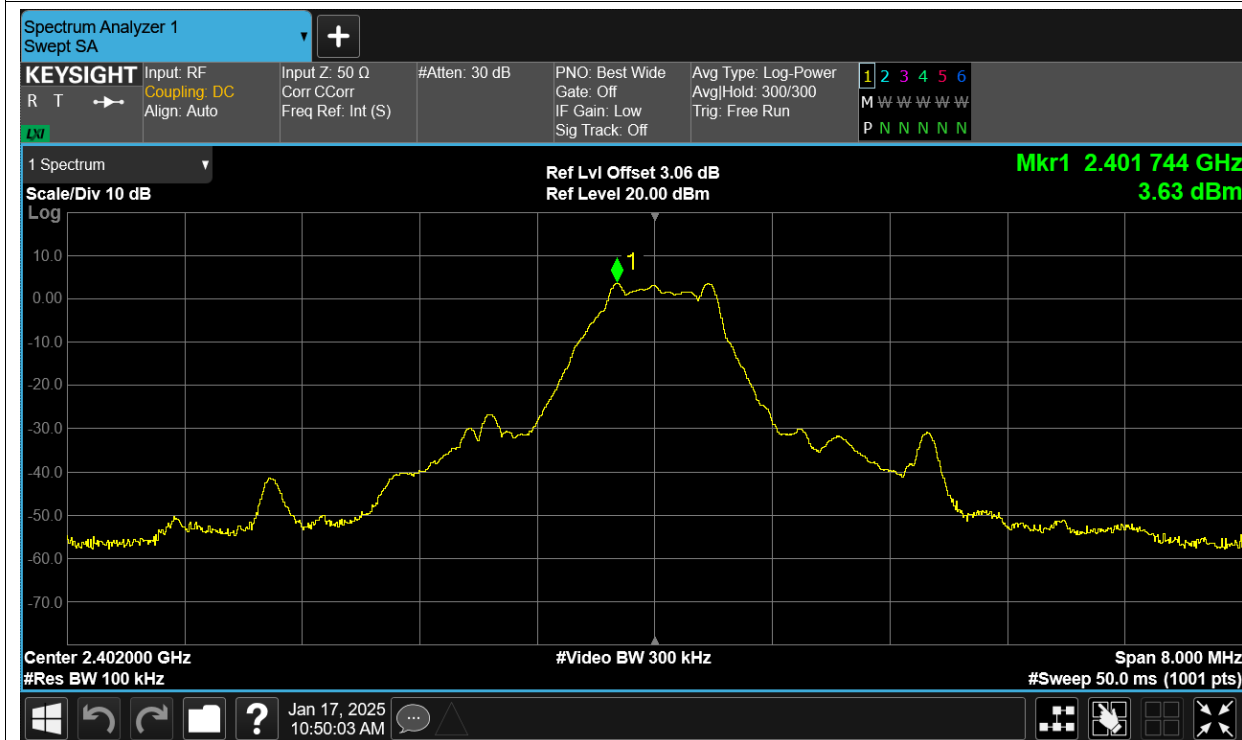 Spectrum Analyzer 1
Swept SA
KEYSIGHT
R T
LXI
Input: RF
Coupling: DC
Align: Auto
Input Z: 50 Ω
Corr CCorr
Freq Ref: Int (S)
#Atten: 30 dB
PNO: Best Wide
Gate: Off
IF Gain: Low
Sig Track: Off
Avg Type: Log-Power
Avg|Hold: 300/300
Trig: Free Run
1 2 3 4 5 6
M W W W W W
P N N N N N
1 Spectrum
Scale/Div 10 dB
Log
Ref Lvl Offset 3.06 dB
Ref Level 20.00 dBm
Mkr1 2.401 744 GHz
3.63 dBm
1
10.0
0.00
-10.0
-20.0
-30.0
-40.0
-50.0
-60.0
-70.0
Center 2.402000 GHz
#Res BW 100 kHz
#Video BW 300 kHz
Span 8.000 MHz
#Sweep 50.0 ms (1001 pts)
?
Jan 17, 2025
10:50:03 AM